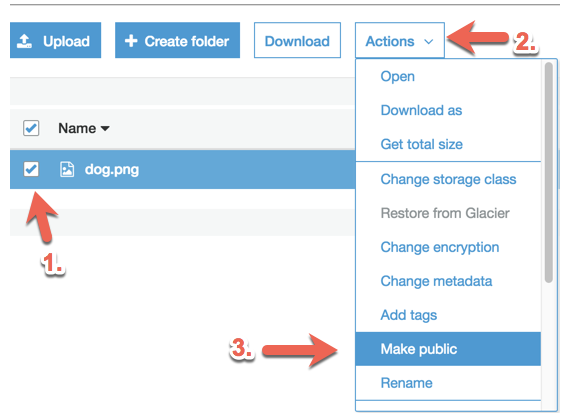 Upload
Create folder
Download
Actions
2.
Open
Download as
Get total size
Name
Change storage class
dog.png
Restore from Glacier
Change encryption
1.
Change metadata
Add tags
3.
Make public
Rename